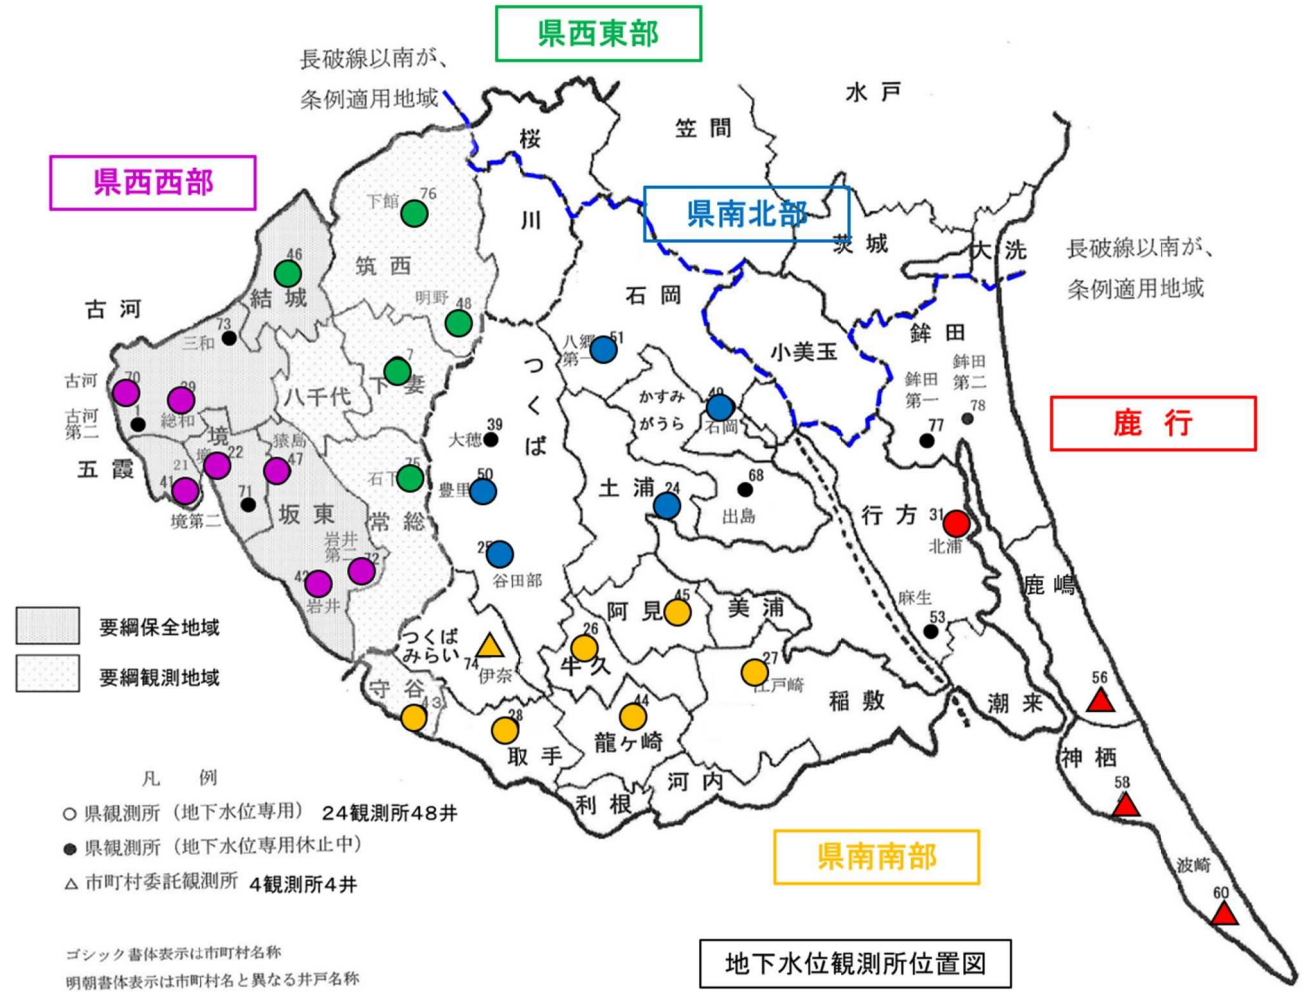 県西東部
長破線以南が、
条例適用地域
水戸
笠間
桜
川
県西西部
県南北部
茨城
大洗
長破線以南が、
条例適用地域
下館
76
46
結城
筑西
明野
48
石岡
古河
73
三和
八郷
第一
51
小美玉
鉾田
鉾田
第一
77
鉾田
第二
78
鹿行
古河
70
古河
第二
1
総和
八千代
下妻
7
つくば
かすみ
がうら
49
石岡
五霞
境
猿島
47
22
21
41
境第二
71
坂東
石下
75
常総
大穂
39
豊里
50
土浦
24
68
出島
行方
31
北浦
岩井
第二
72
42
岩井
25
谷田部
鹿嶋
要綱保全地域
要綱観測地域
つくば
みらい
74
伊奈
阿見
45
美浦
麻生
53
26
牛久
27
江戸崎
稲敷
潮来
56
守谷
43
28
取手
44
龍ヶ崎
河内
利根
神栖
58
波崎
60
凡例
県観測所（地下水位専用） 24観測所48井
県観測所（地下水位専用休止中）
市町村委託観測所 4観測所4井
県南南部
ゴシック書体表示は市町村名称
明朝書体表示は市町村名と異なる井戸名称
地下水位観測所位置図